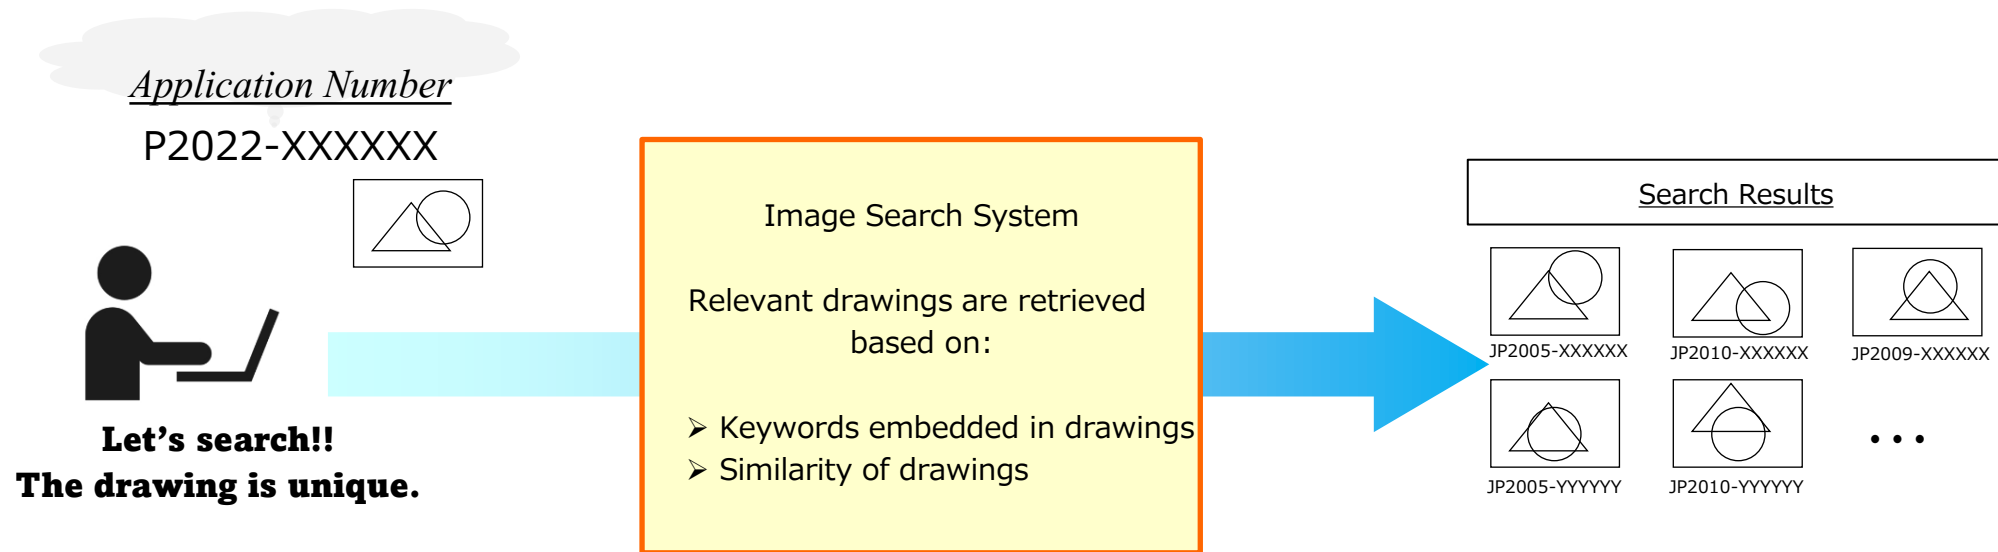 Application Number
P2022-XXXXXX
Let's search!!
The drawing is unique.
Image Search System
Relevant drawings are retrieved
based on:
➢ Keywords embedded in drawings
➢ Similarity of drawings
Search Results
JP2005-XXXXXX JP2010-XXXXXX JP2009-XXXXXX
JP2005-YYYYYY JP2010-YYYYYY
• • •